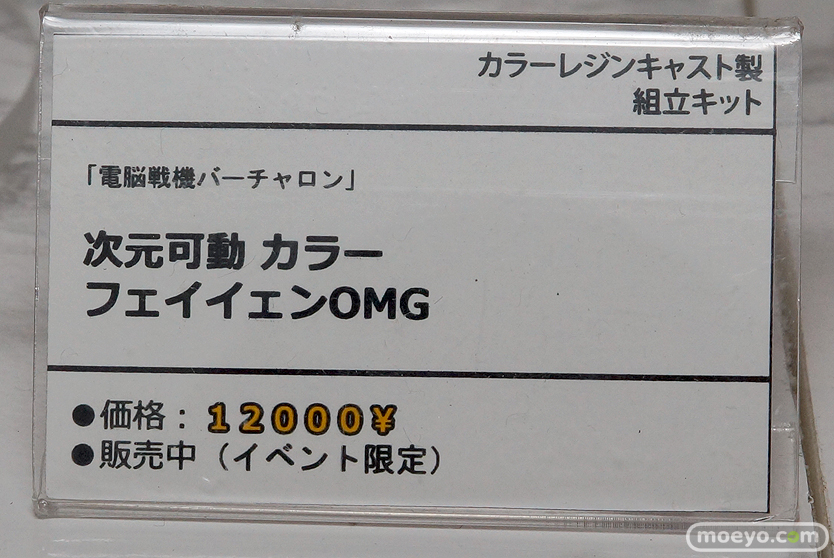 カラーレジンキャスト製
組立キット
「電脳戦機バーチャロン」
次元可動 カラー
フェイイェンOMG
●価格：12000¥
●販売中（イベント限定）
moeyo.com